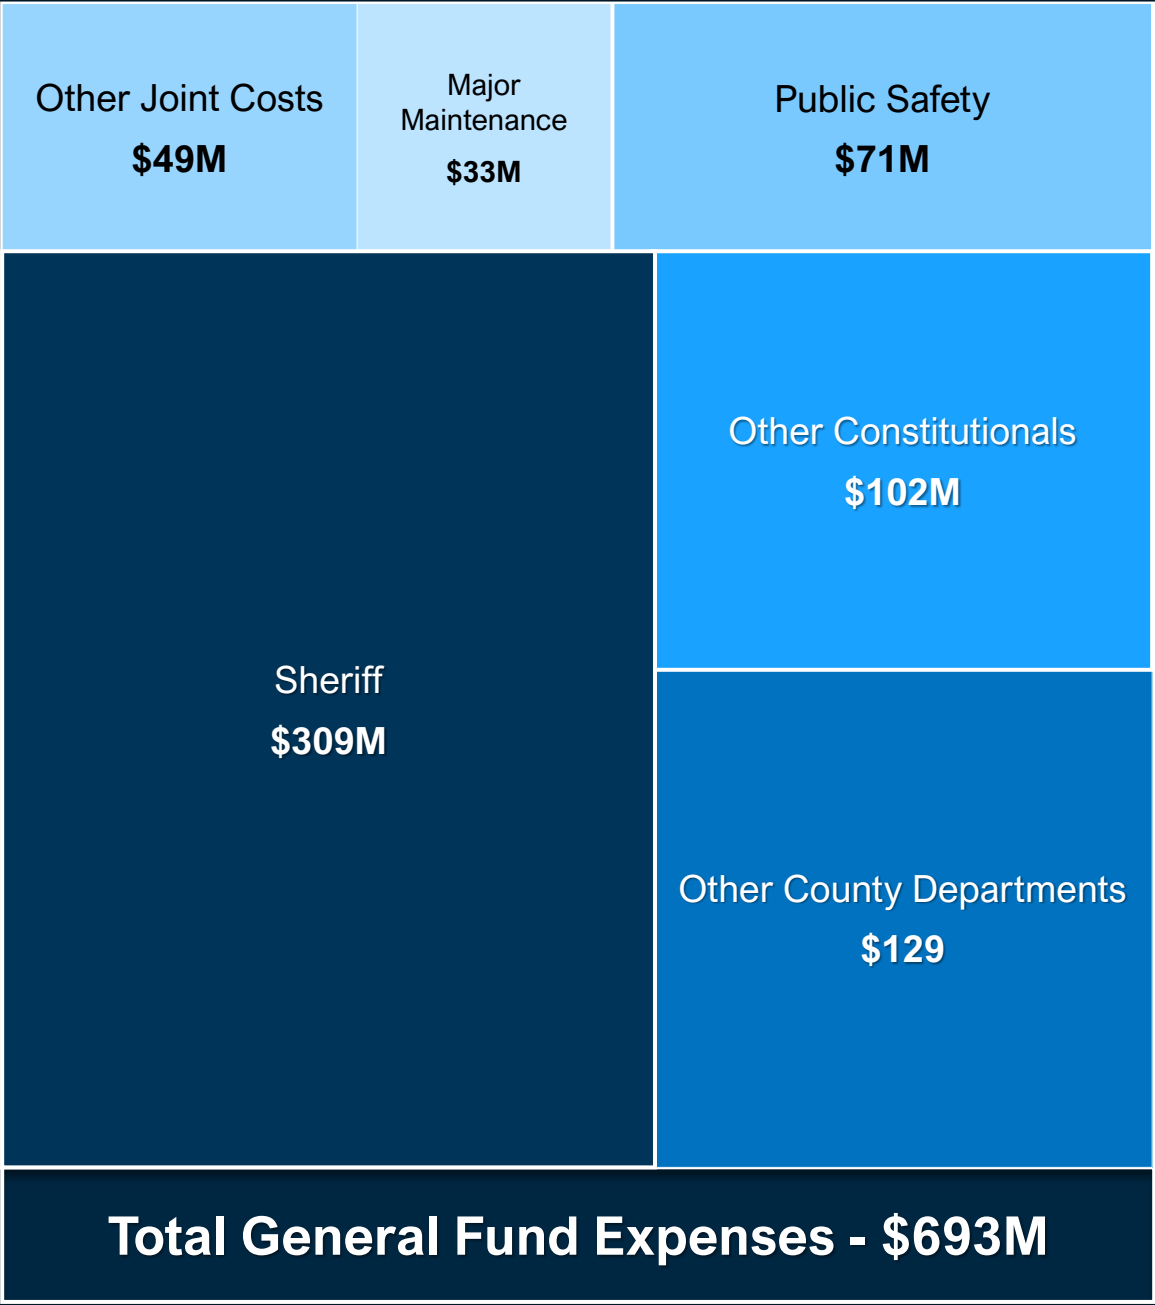 Other Joint Costs
$49M
Major
Maintenance
$33M
Public Safety
$71M
Sheriff
$309M
Other Constitutionals
$102M
Other County Departments
$129
Total General Fund Expenses - $693M